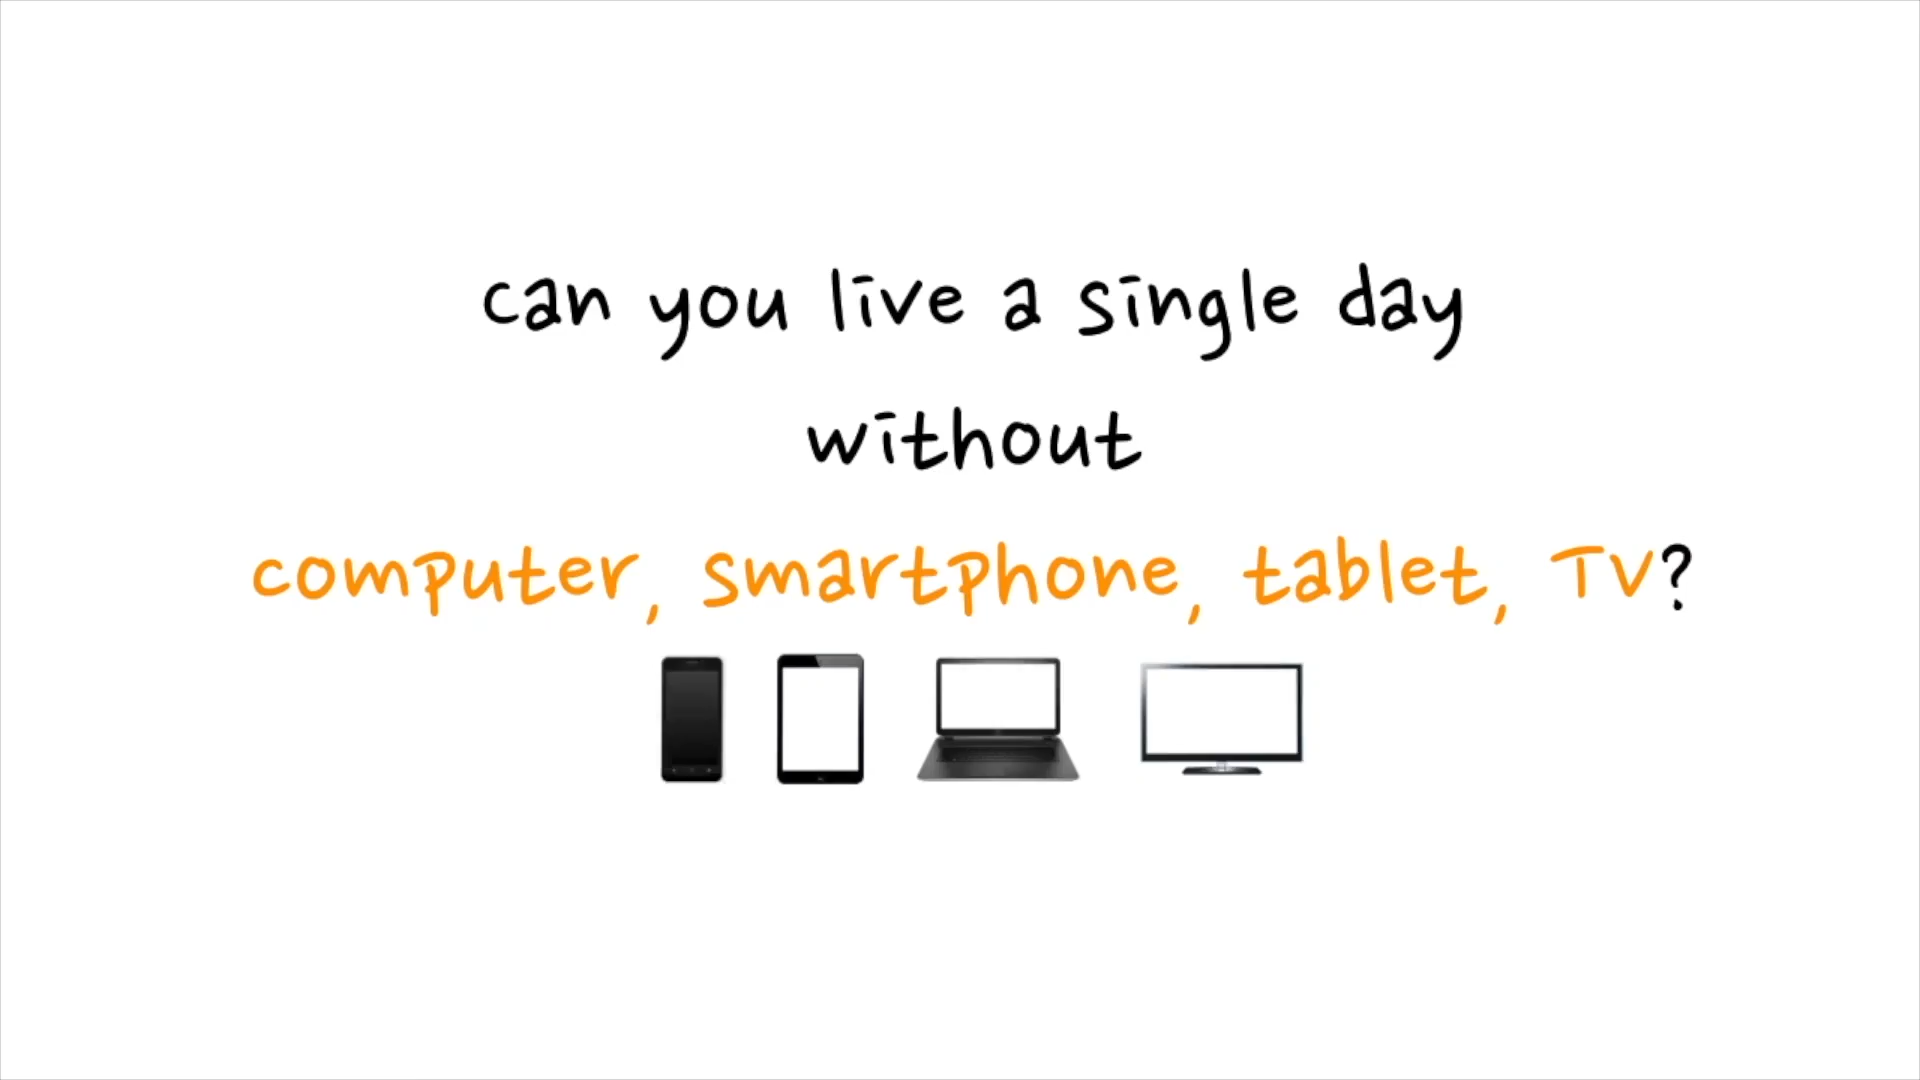 can you live a single day
without
computer, smartphone, tablet, TV?